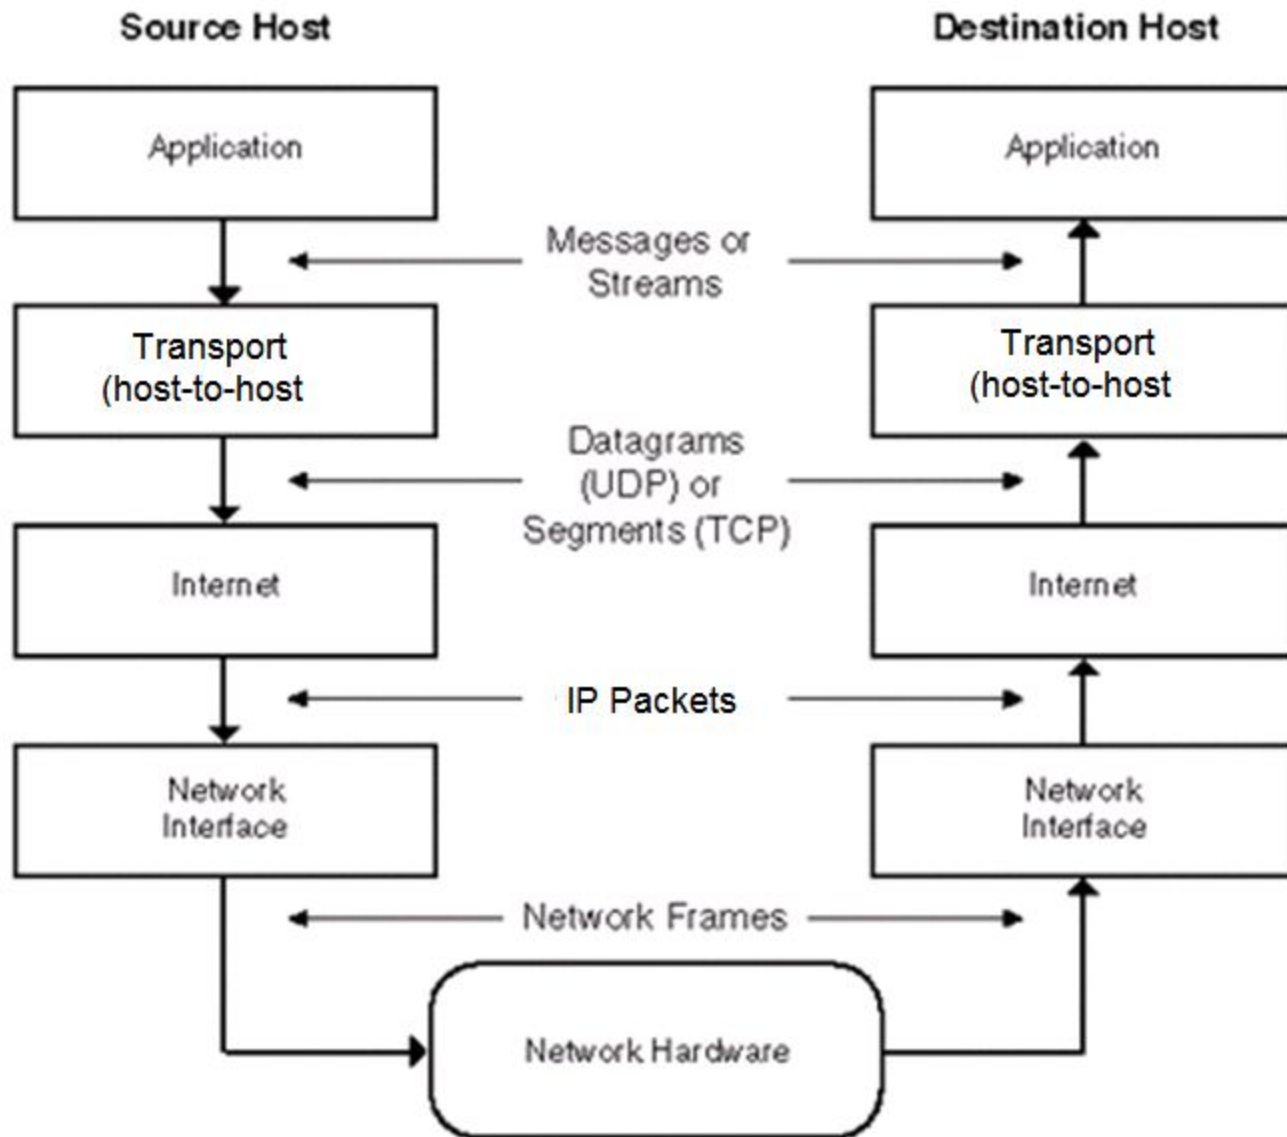 Source Host
Destination Host
Application
Application
Messages or
Streams
Transport
(host-to-host
Transport
(host-to-host
Datagrams
(UDP) or
Segments (TCP)
Internet
Internet
IP Packets
Network
Interface
Network
Interface
Network Frames
Network Hardware